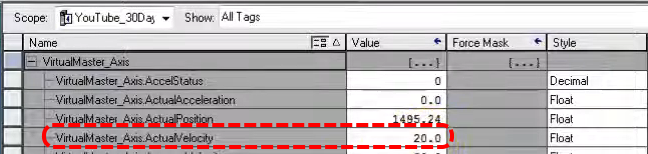 Scope: YouTube_30Day Show: All Tags
Name Value Force Mask Style
VirtualMaster_Axis {...} {...}
VirtualMaster_Axis.AccelStatus 0 Decimal
VirtualMaster_Axis.ActualAcceleration 0.0 Float
VirtualMaster_Axis.ActualPosition 1495.24 Float
VirtualMaster_Axis.ActualVelocity 20.0 Float